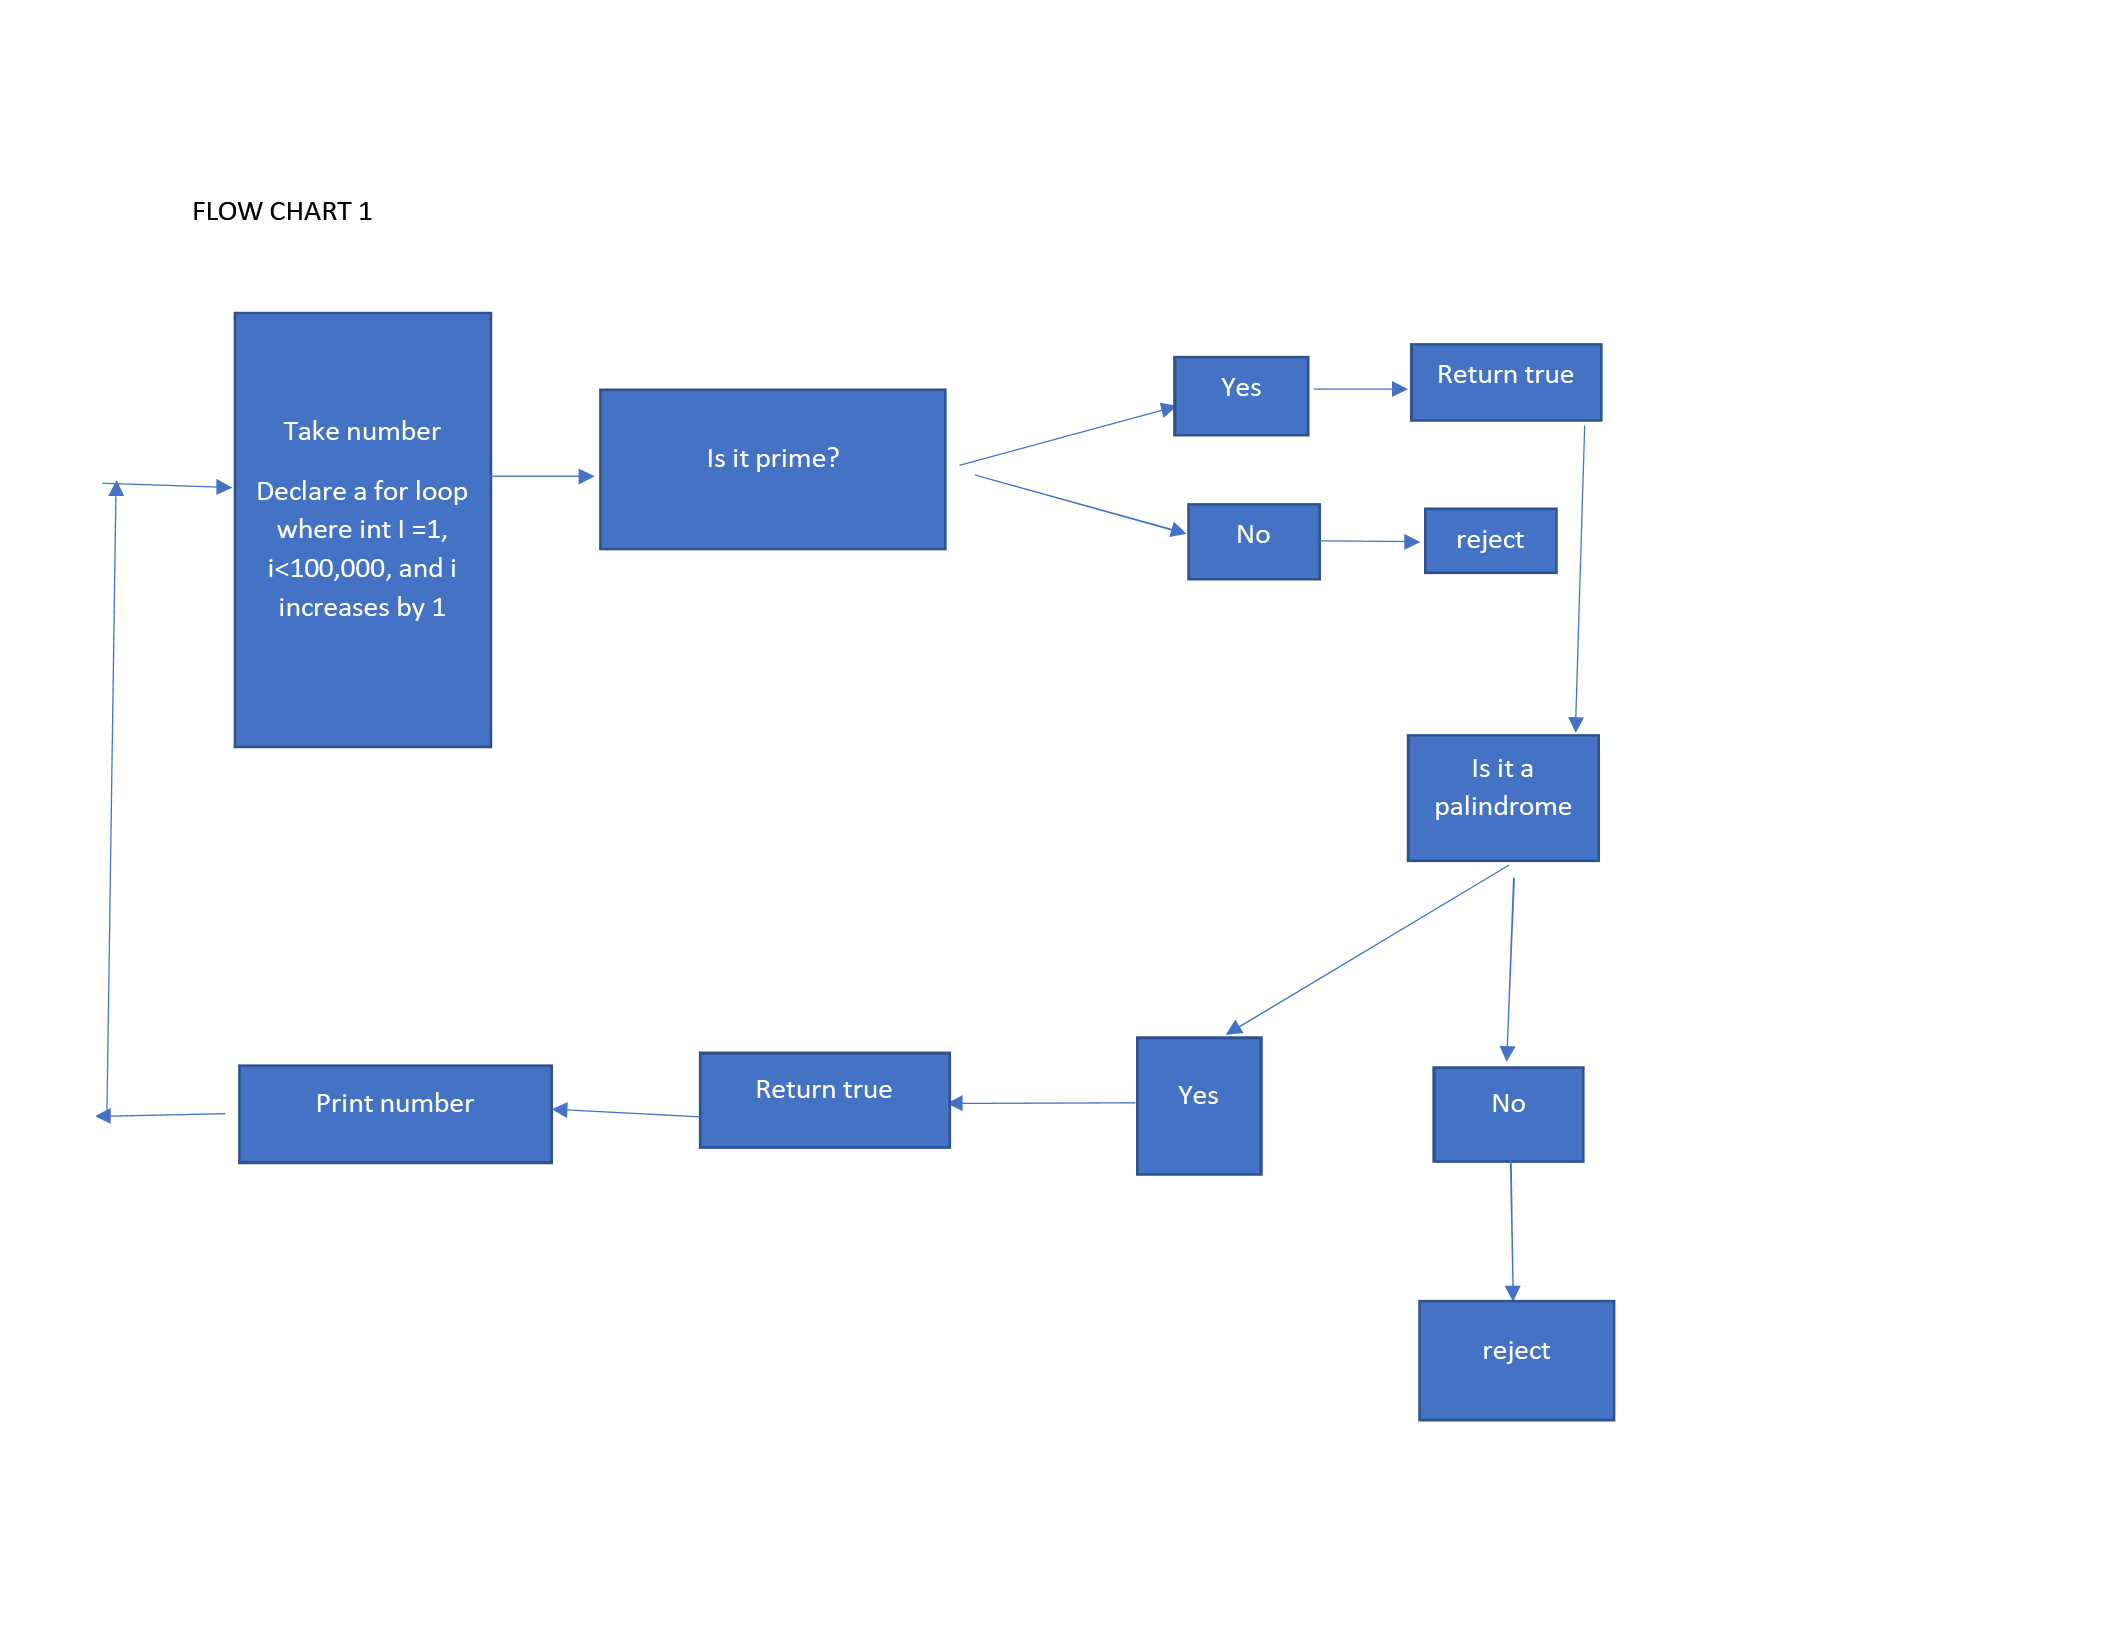 FLOW CHART 1
Take number
Declare a for loop
where int I =1,
i<100,000, and i
increases by 1
Is it prime?
Yes
Return true
No
reject
Is it a
palindrome
Print number
Return true
Yes
No
reject